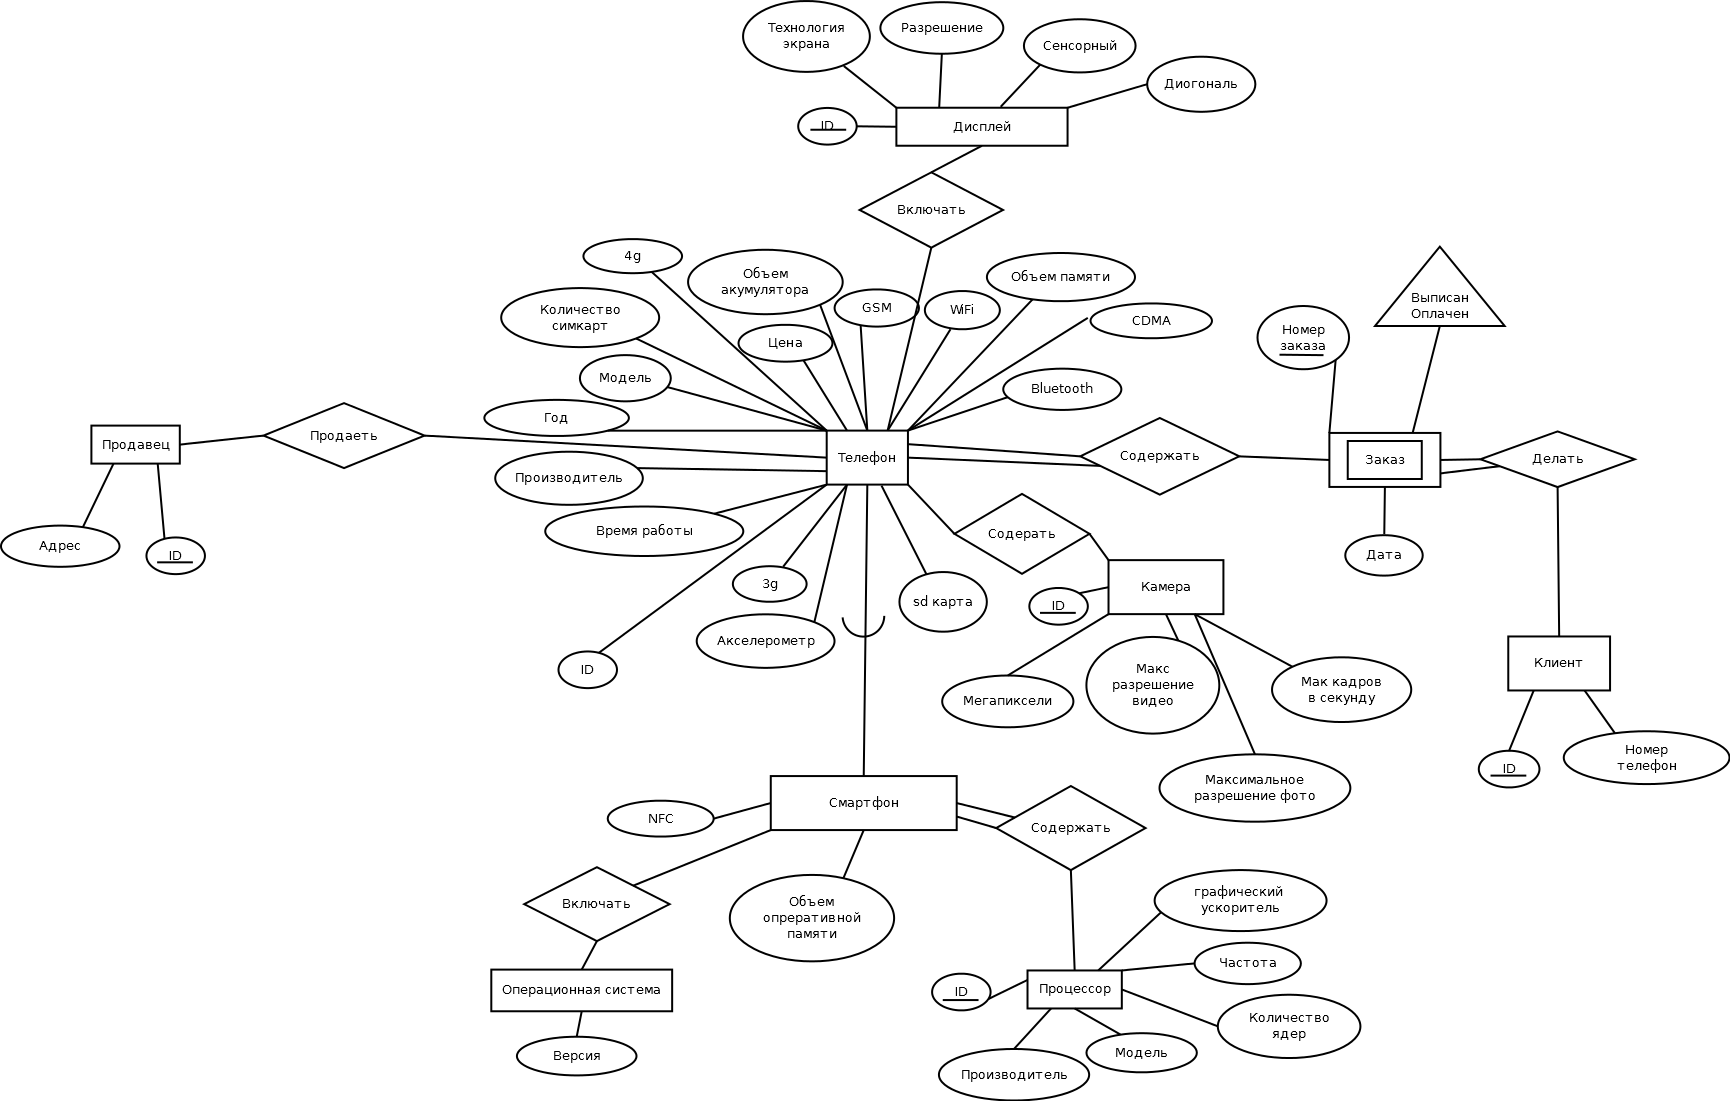 Технология
экрана
Разрешение
Сенсорный
Диогональ
ID
Дисплей
Включать
4g
Объем
акумулятора
GSM
WiFi
Объем памяти
CDMA
Количество
симкарт
Цена
Модель
Bluetooth
Год
Выписан
Оплачен
Номер
заказа
Продавец
Продаеть
Телефон
Содержать
Заказ
Делать
Производитель
Время работы
Содерать
Адрес
ID
Дата
3g
sd карта
Камера
ID
Акселерометр
ID
Мегапиксели
Макс
разрешение
видео
Мак кадров
в секунду
Клиент
Максимальное
разрешение фото
ID
Номер
телефон
Смартфон
NFC
Содержать
Включать
Объем
опреративной
памяти
графический
ускоритель
Частота
Операционная система
ID
Процессор
Количество
ядер
Версия
Производитель
Модель